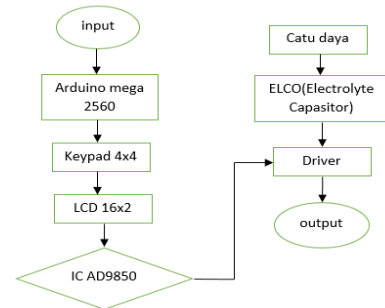 input
Arduino mega
2560
Keypad 4x4
LCD 16x2
IC AD9850
Catu daya
ELCO(Electrolyte
Capasitor)
Driver
output